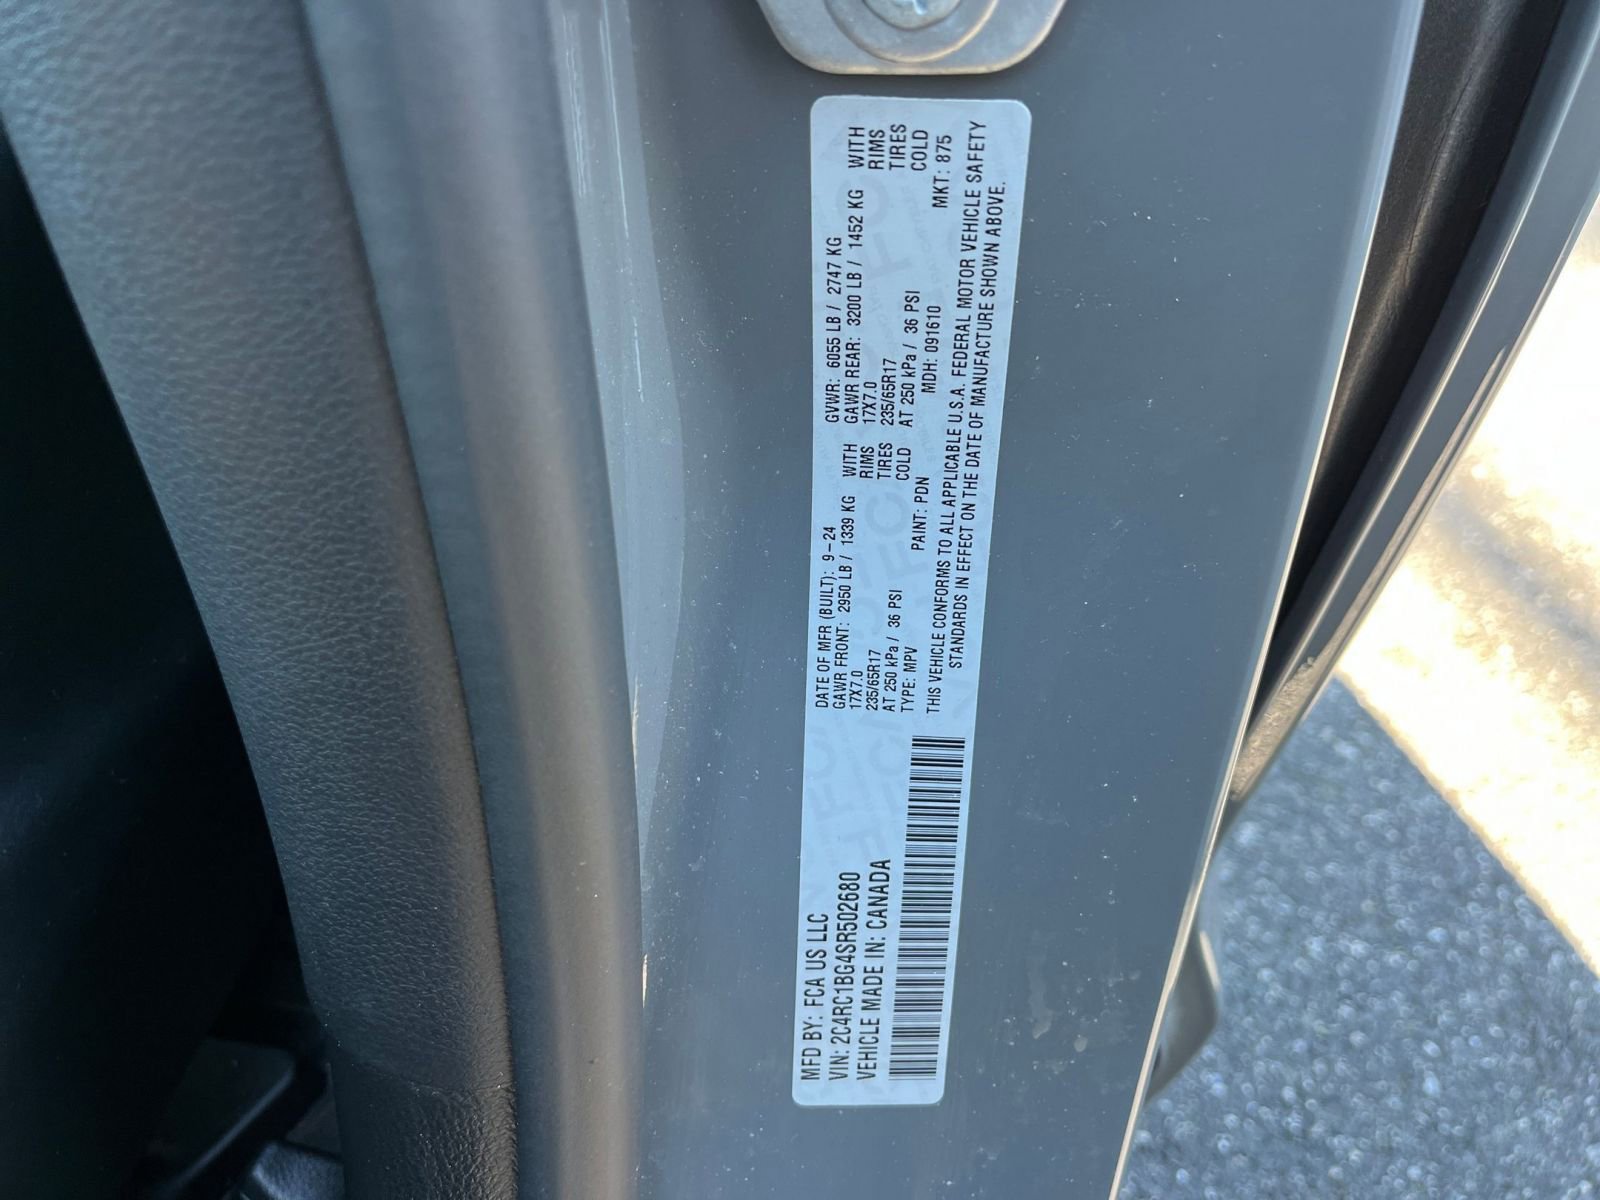 MFD BY: FCA US LLC
VIN: 2C4RC1BG4SR502680
VEHICLE MADE IN: CANADA
DATE OF MFR (BUILT): 9-24 GVWR: 6055 LB / 2747 KG
GAWR FRONT: 2950 LB / 1339 KG WITH GAWR REAR: 3200 LB / 1452 KG WITH
17X7.0 RIMS 17X7.0 RIMS
235/65R17 TIRES 235/65R17 TIRES
AT 250 kPa / 36 PSI COLD AT 250 kPa / 36 PSI COLD
TYPE: MPV PAINT: PDN MDH: 091610 MKT: 875
THIS VEHICLE CONFORMS TO ALL APPLICABLE U.S.A. FEDERAL MOTOR VEHICLE SAFETY
STANDARDS IN EFFECT ON THE DATE OF MANUFACTURE SHOWN ABOVE.